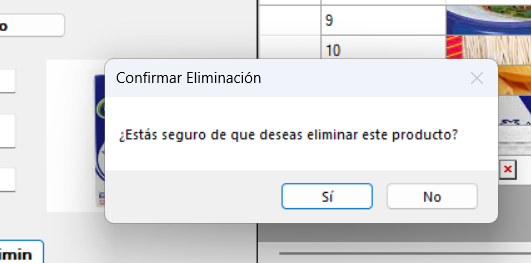 9
10
Confirmar Eliminación
¿Estás seguro de que deseas eliminar este producto?
Sí
No